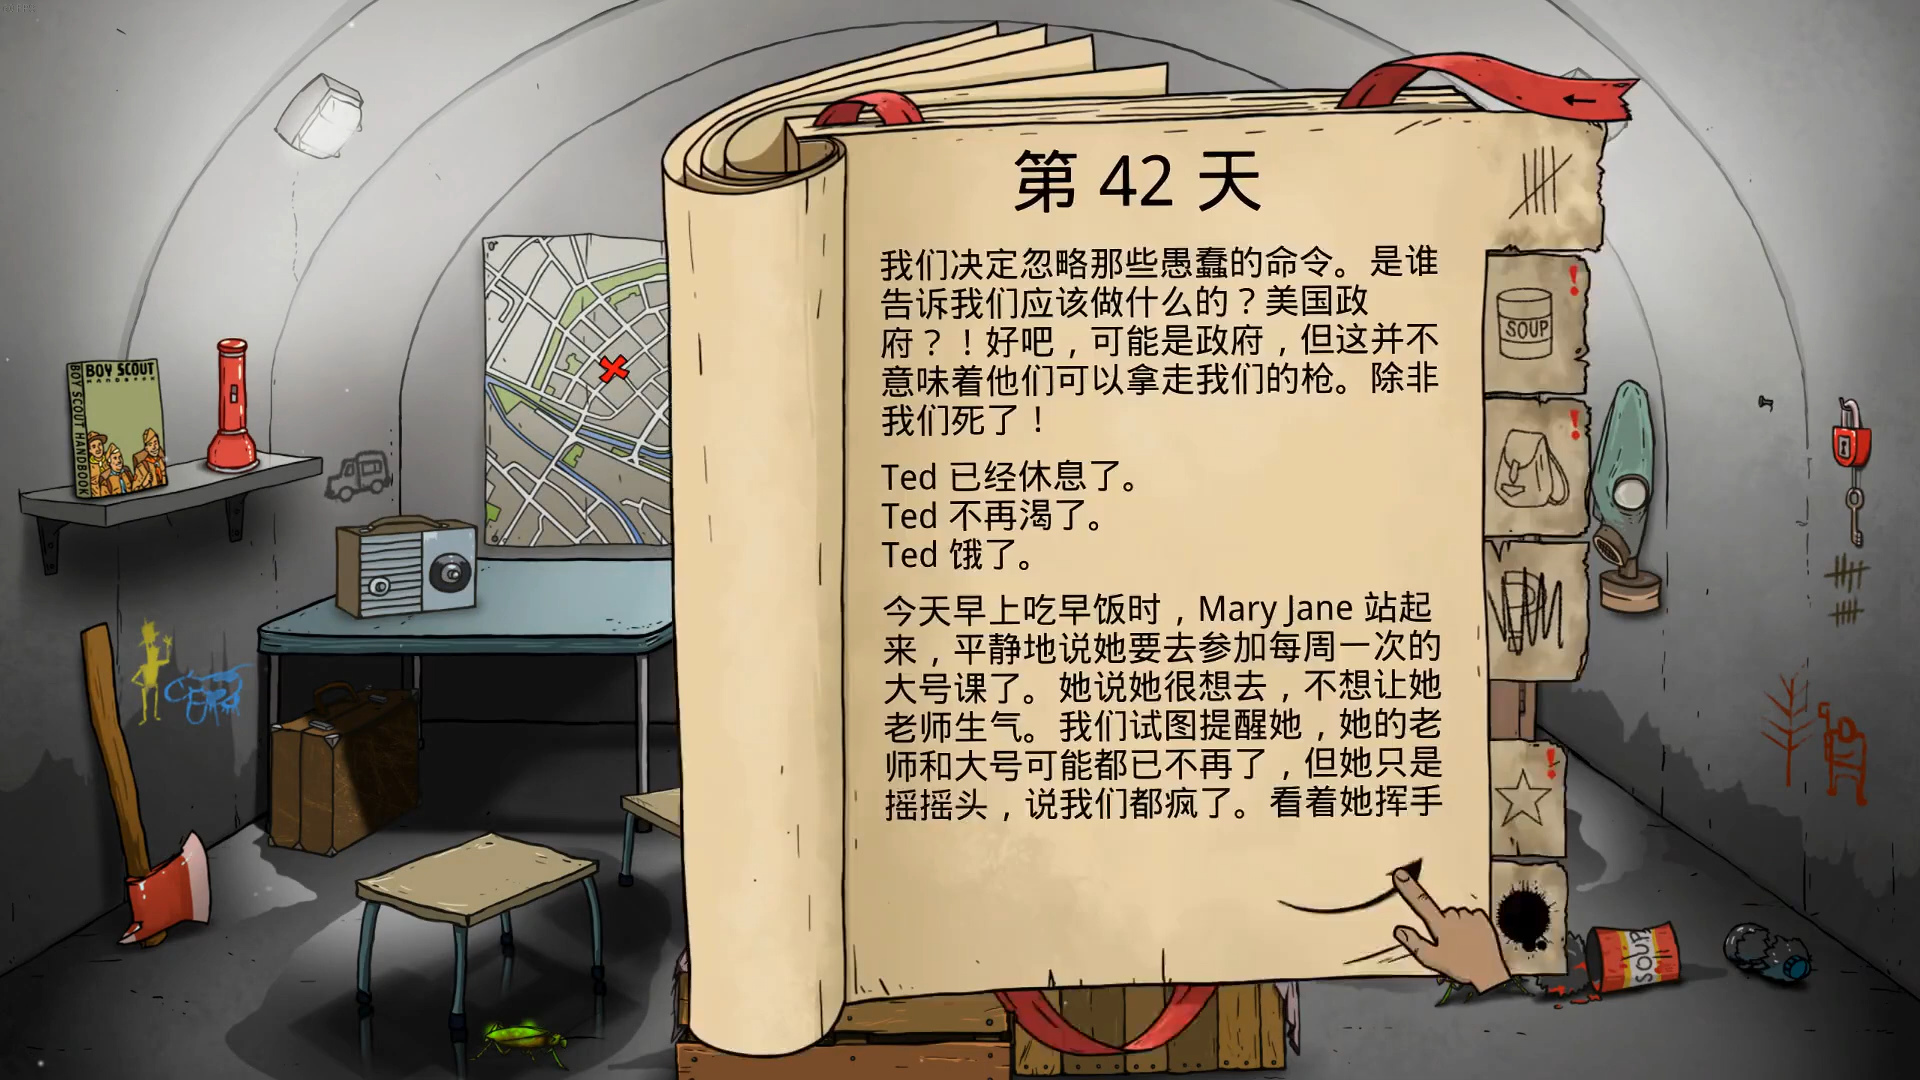 第 42 天
我们决定忽略那些愚蠢的命令。是谁
告诉我们应该做什么的？美国政
府？！好吧，可能是政府，但这并不
意味着他们可以拿走我们的枪。除非
我们死了！
Ted 已经休息了。
Ted 不再渴了。
Ted 饿了。
今天早上吃早饭时，Mary Jane 站起
来，平静地说她要去参加每周一次的
大号课了。她说她很想去，不想让她
老师生气。我们试图提醒她，她的老
师和大号可能都已不再了，但她只是
摇摇头，说我们都疯了。看着她挥手
SOUP
BOY SCOUT
HANDBOOK
BOY SCOUT HANDBOOK
SOUP